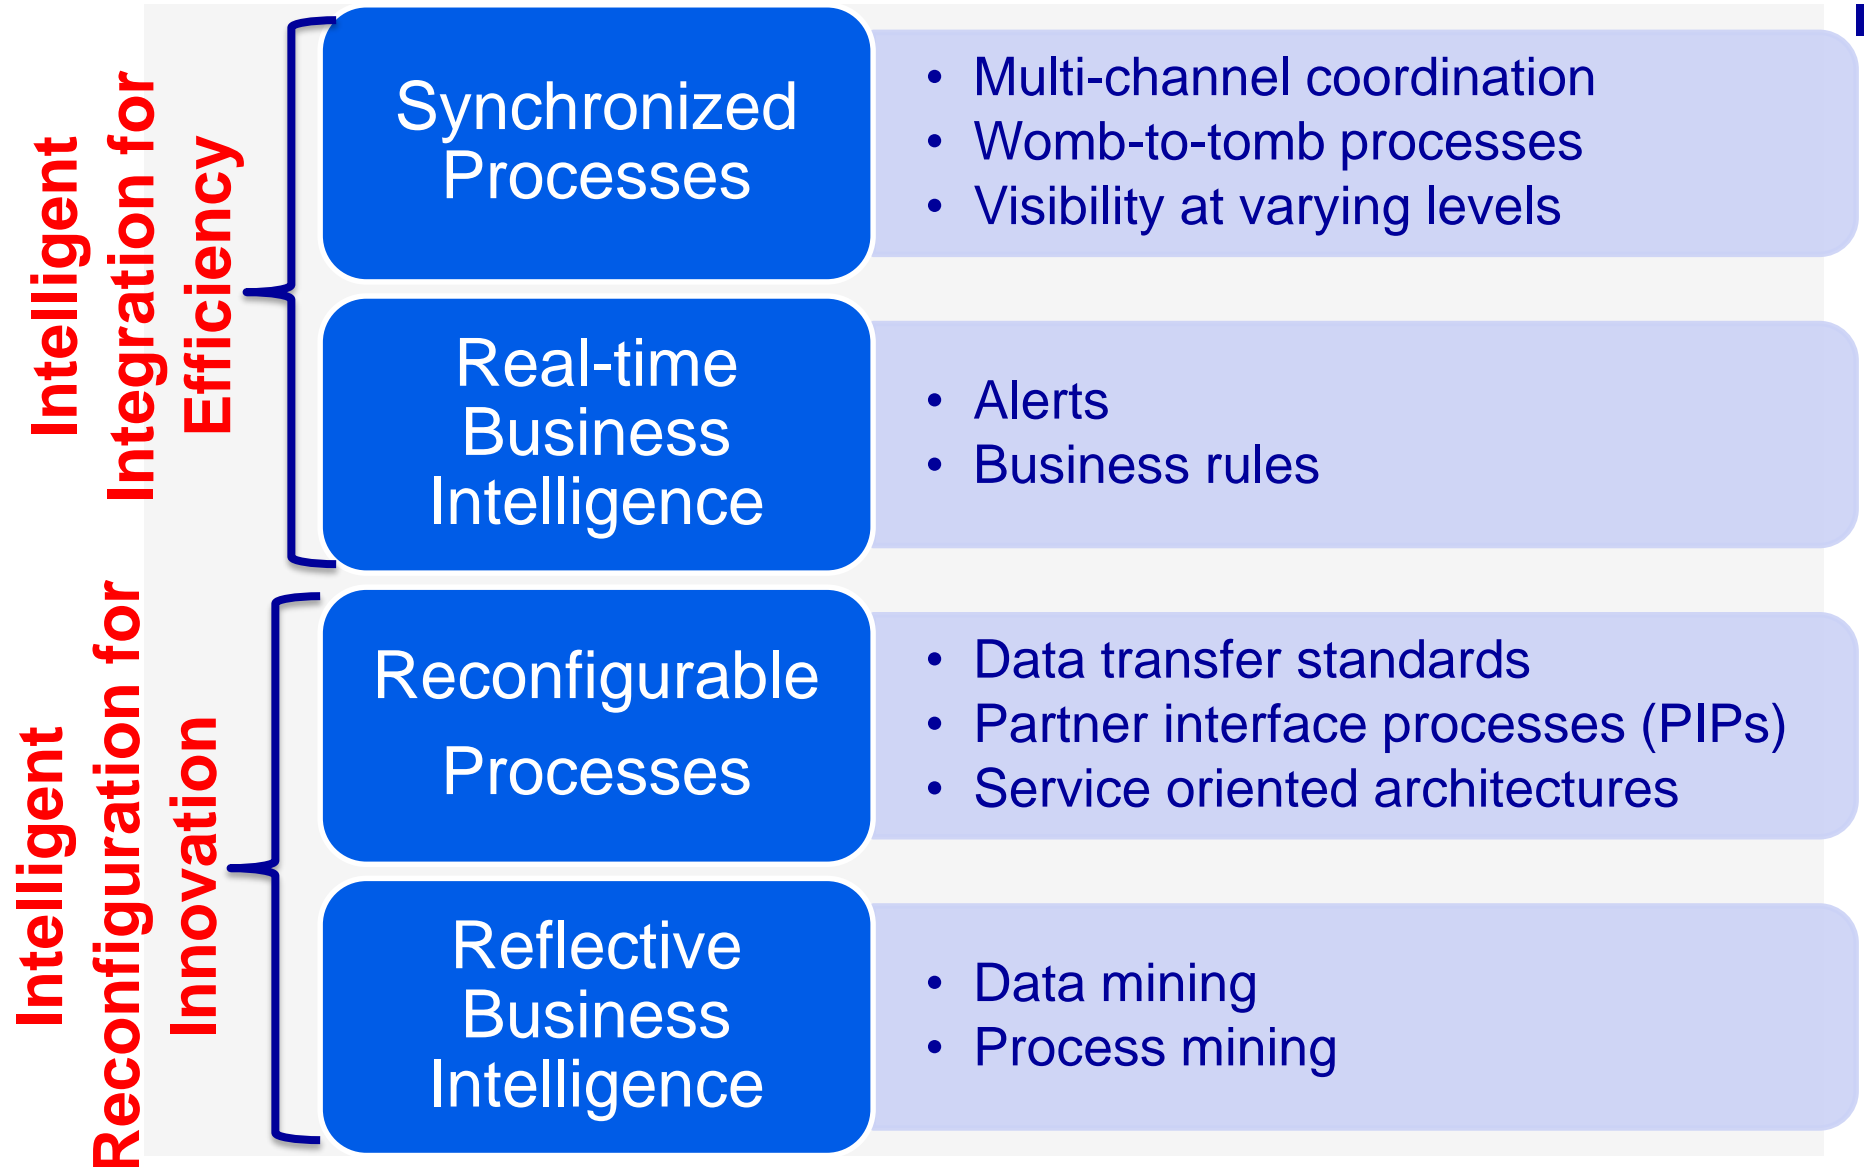 Intelligent
Integration for
Efficiency
Synchronized
Processes
• Multi-channel coordination
• Womb-to-tomb processes
• Visibility at varying levels
Real-time
Business
Intelligence
• Alerts
• Business rules
Intelligent
Reconfiguration for
Innovation
Reconfigurable
Processes
• Data transfer standards
• Partner interface processes (PIPs)
• Service oriented architectures
Reflective
Business
Intelligence
• Data mining
• Process mining